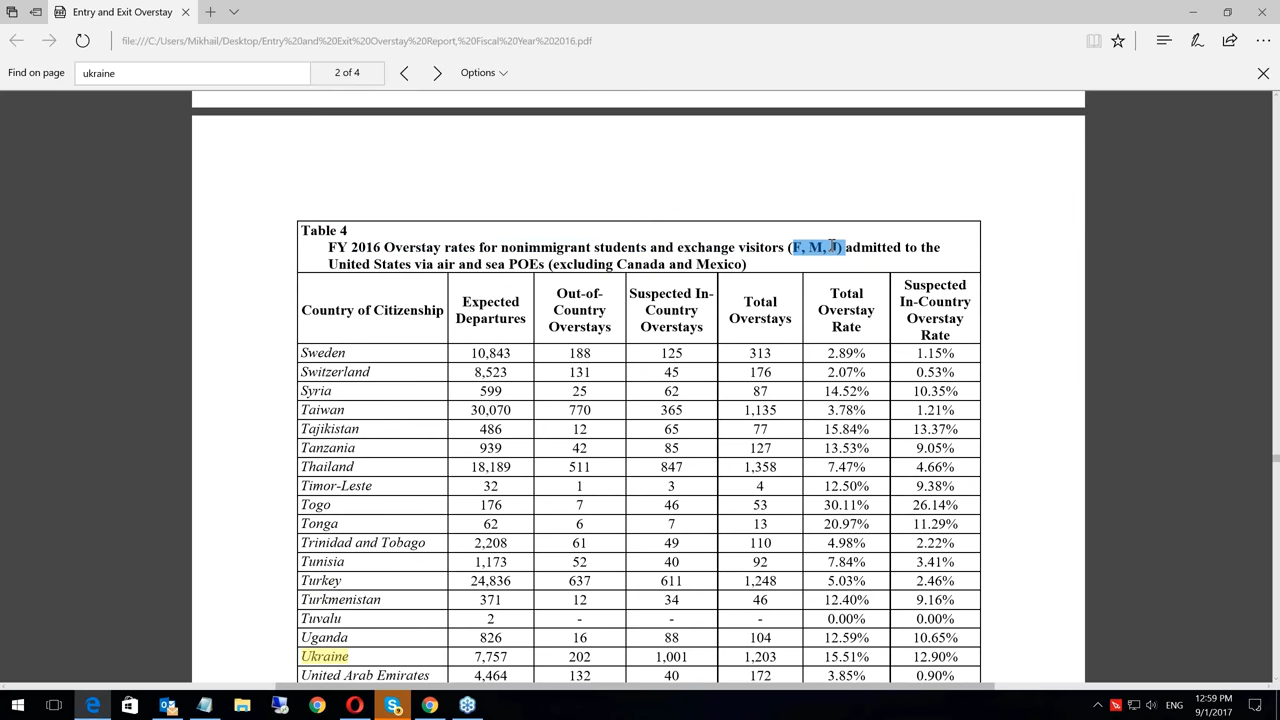 Entry and Exit Overstay
file:///C:/Users/Mikhail/Desktop/Entry%20and%20Exit%20Overstay%20Report,%20Fiscal%20Year%202016.pdf
Find on page ukraine 2 of 4 Options
Table 4
FY 2016 Overstay rates for nonimmigrant students and exchange visitors (F, M, J) admitted to the
United States via air and sea POEs (excluding Canada and Mexico)
Country of Citizenship Expected Departures Out-of-Country Overstays Suspected In-Country Overstays Total Overstays Total Overstay Rate Suspected In-Country Overstay Rate
Sweden 10,843 188 125 313 2.89% 1.15%
Switzerland 8,523 131 45 176 2.07% 0.53%
Syria 599 25 62 87 14.52% 10.35%
Taiwan 30,070 770 365 1,135 3.78% 1.21%
Tajikistan 486 12 65 77 15.84% 13.37%
Tanzania 939 42 85 127 13.53% 9.05%
Thailand 18,189 511 847 1,358 7.47% 4.66%
Timor-Leste 32 1 3 4 12.50% 9.38%
Togo 176 7 46 53 30.11% 26.14%
Tonga 62 6 7 13 20.97% 11.29%
Trinidad and Tobago 2,208 61 49 110 4.98% 2.22%
Tunisia 1,173 52 40 92 7.84% 3.41%
Turkey 24,836 637 611 1,248 5.03% 2.46%
Turkmenistan 371 12 34 46 12.40% 9.16%
Tuvalu 2 - - - 0.00% 0.00%
Uganda 826 16 88 104 12.59% 10.65%
Ukraine 7,757 202 1,001 1,203 15.51% 12.90%
United Arab Emirates 4,464 132 40 172 3.85% 0.90%
ENG 12:59 PM
9/1/2017